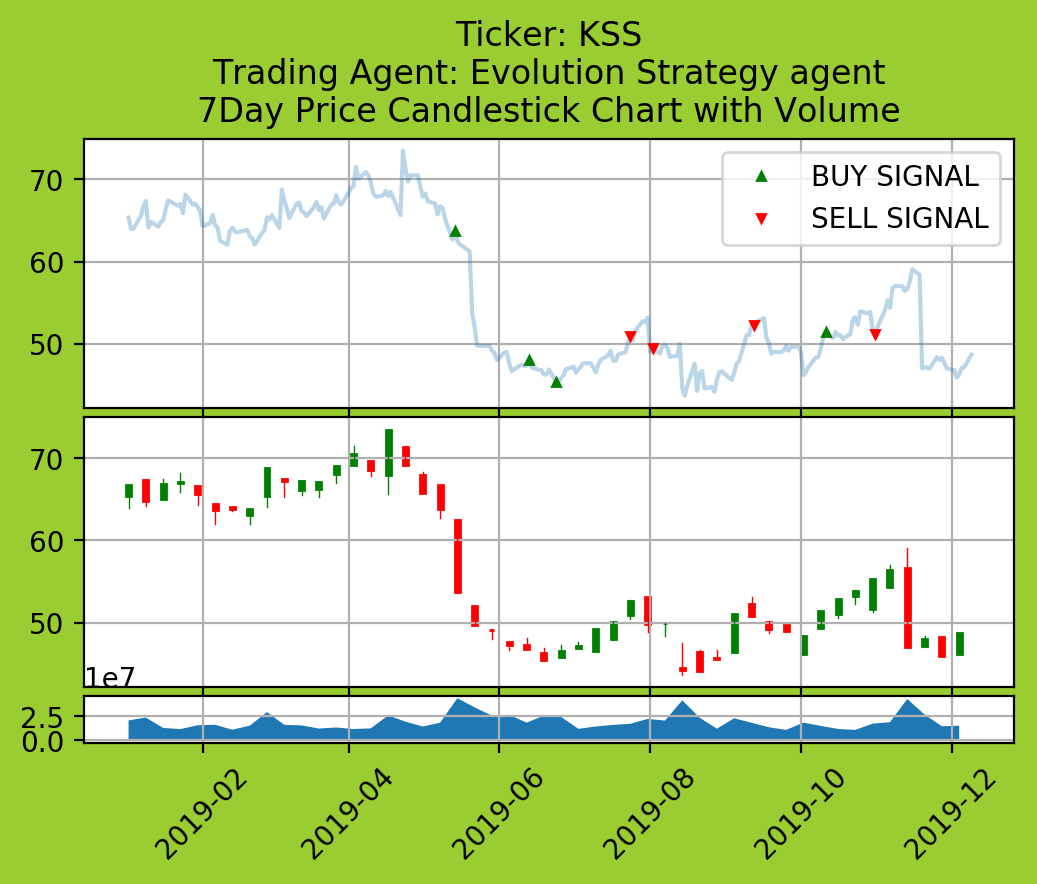 Ticker: KSS
Trading Agent: Evolution Strategy agent
7Day Price Candlestick Chart with Volume
BUY SIGNAL
SELL SIGNAL
70
60
50
70
60
50
1e7
2.5
0.0
2019-02
2019-04
2019-06
2019-08
2019-10
2019-12